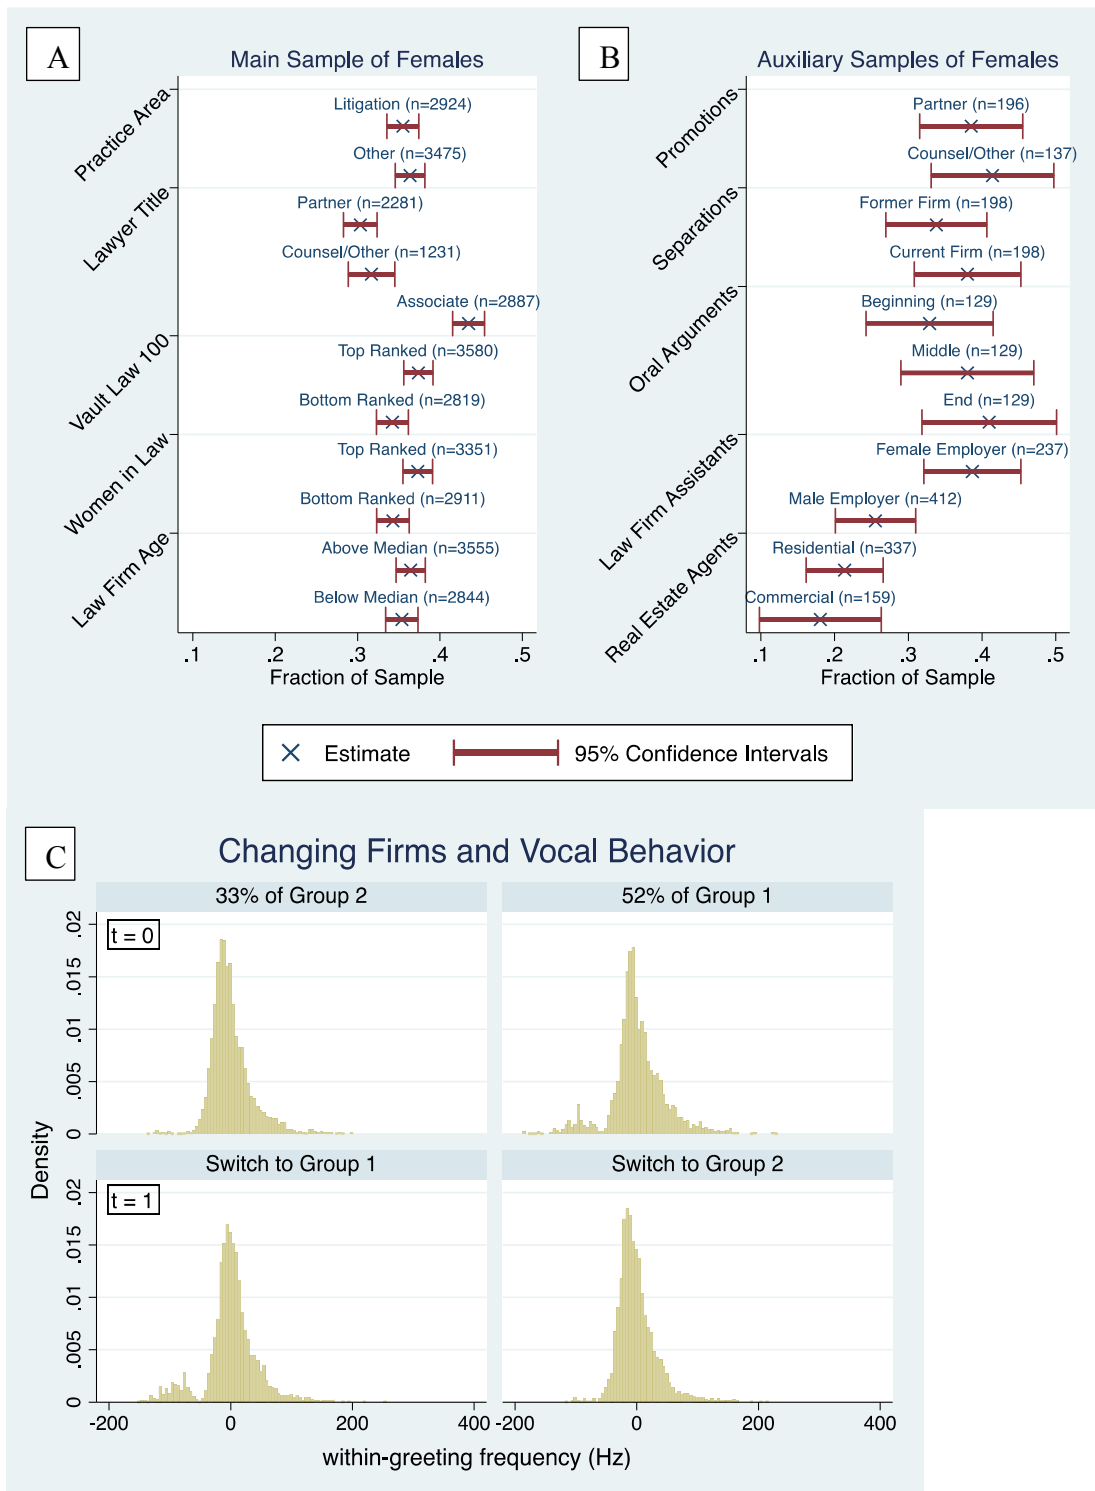 A
Main Sample of Females
Practice Area
Litigation (n=2924)
Other (n=3475)
Lawyer Title
Partner (n=2281)
Counsel/Other (n=1231)
Associate (n=2887)
Vault Law 100
Top Ranked (n=3580)
Bottom Ranked (n=2819)
Women in Law
Top Ranked (n=3351)
Bottom Ranked (n=2911)
Law Firm Age
Above Median (n=3555)
Below Median (n=2844)
.1 .2 .3 .4 .5
Fraction of Sample
B
Auxiliary Samples of Females
Promotions
Partner (n=196)
Counsel/Other (n=137)
Separations
Former Firm (n=198)
Current Firm (n=198)
Oral Arguments
Beginning (n=129)
Middle (n=129)
End (n=129)
Law Firm Assistants
Female Employer (n=237)
Male Employer (n=412)
Real Estate Agents
Residential (n=337)
Commercial (n=159)
.1 .2 .3 .4 .5
Fraction of Sample
Estimate
95% Confidence Intervals
C
Changing Firms and Vocal Behavior
33% of Group 2
52% of Group 1
t = 0
.02
.015
.01
.005
0
Switch to Group 1
Switch to Group 2
t = 1
.02
.015
.01
.005
0
Density
-200 0 200 400
-200 0 200 400
within-greeting frequency (Hz)